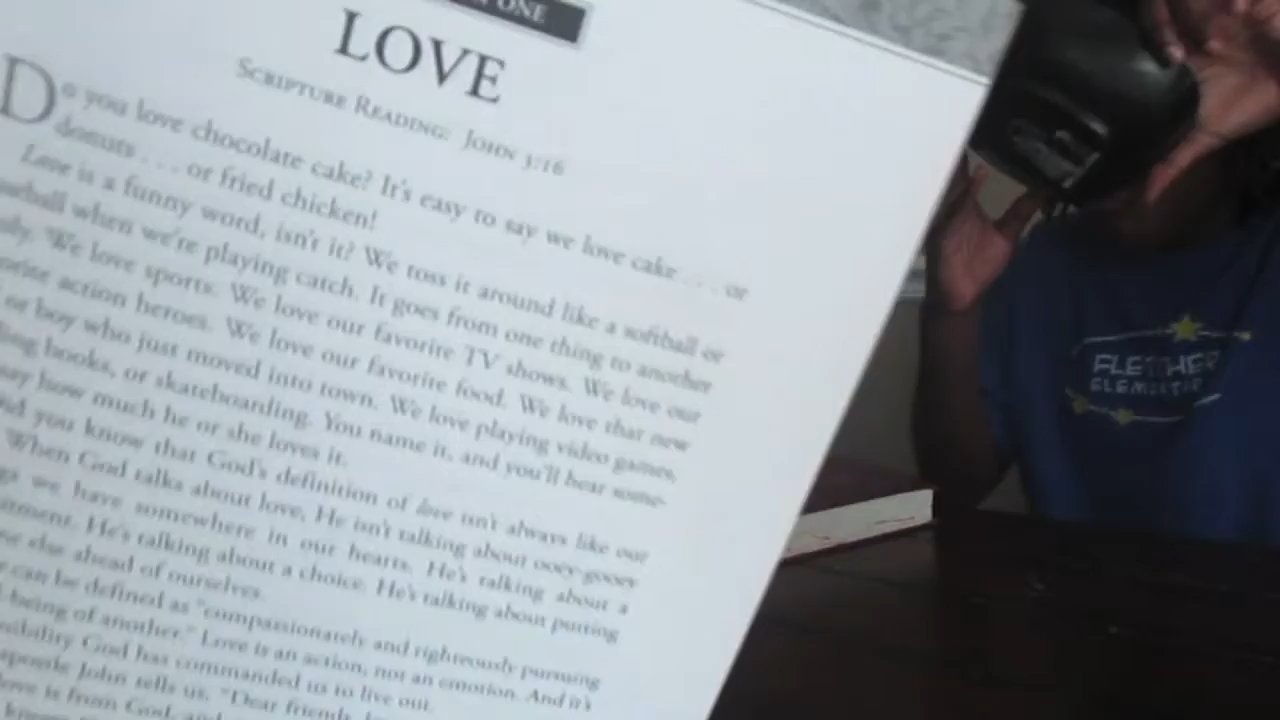 ONE
LOVE
SCRIPTURE READING: JOHN 3:16
Do you love chocolate cake? It's easy to say we love cake . . . or
donuts . . . or fried chicken!
Love is a funny word, isn't it? We toss it around like a softball or
when we're playing catch. It goes from one thing to another
We love sports. We love our favorite TV shows. We love our
action heroes. We love our favorite food. We love that new
or boy who just moved into town. We love playing video games,
books, or skateboarding. You name it, and you'll hear some-
say how much he or she loves it.
you know that God's definition of love isn't always like our
When God talks about love, He isn't talking about ooey-gooey
we have somewhere in our hearts. He's talking about a
He's talking about a choice. He's talking about putting
else ahead of ourselves.
can be defined as "compassionately and righteously pursuing
being of another." Love is an action, not an emotion. And it's
God has commanded us to live out.
apostle John tells us, "Dear friends,
love is from God, and
FLETCHER
ELEMENTARY